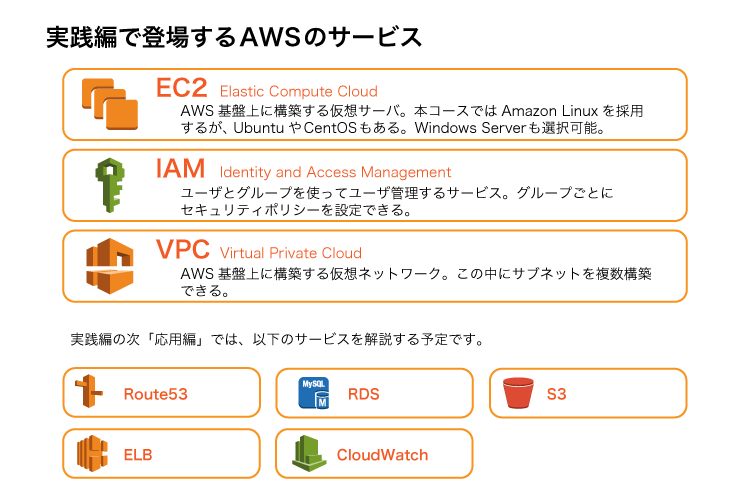 実践編で登場するAWSのサービス
EC2 Elastic Compute Cloud
AWS 基盤上に構築する仮想サーバ。本コースでは Amazon Linux を採用
するが、Ubuntu やCentOSもある。Windows Serverも選択可能。
IAM Identity and Access Management
ユーザとグループを使ってユーザ管理するサービス。グループごとに
セキュリティポリシーを設定できる。
VPC Virtual Private Cloud
AWS 基盤上に構築する仮想ネットワーク。この中にサブネットを複数構築
できる。
実践編の次「応用編」では、以下のサービスを解説する予定です。
Route53
MySQL
M
RDS
S3
ELB
CloudWatch